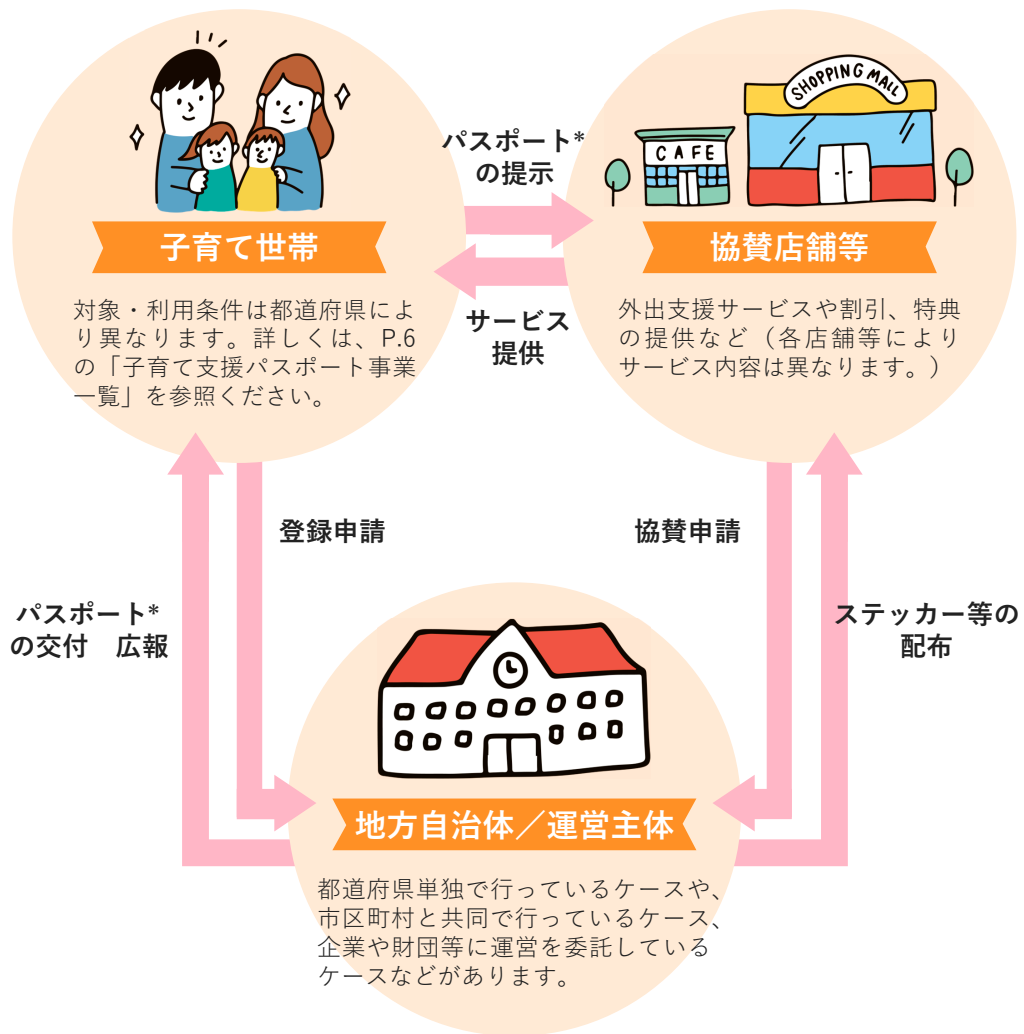 SHOPPING MALL
CAFE
パスポート*
の提示
子育て世帯
協賛店舗等
対象・利用条件は都道府県によ
り異なります。詳しくは、P.6
の「子育て支援パスポート事業
一覧」を参照ください。
サービス
提供
外出支援サービスや割引、特典
の提供など（各店舗等により
サービス内容は異なります。）
登録申請
協賛申請
パスポート*
の交付　広報
ステッカー等の
配布
地方自治体／運営主体
都道府県単独で行っているケースや、
市区町村と共同で行っているケース、
企業や財団等に運営を委託している
ケースなどがあります。